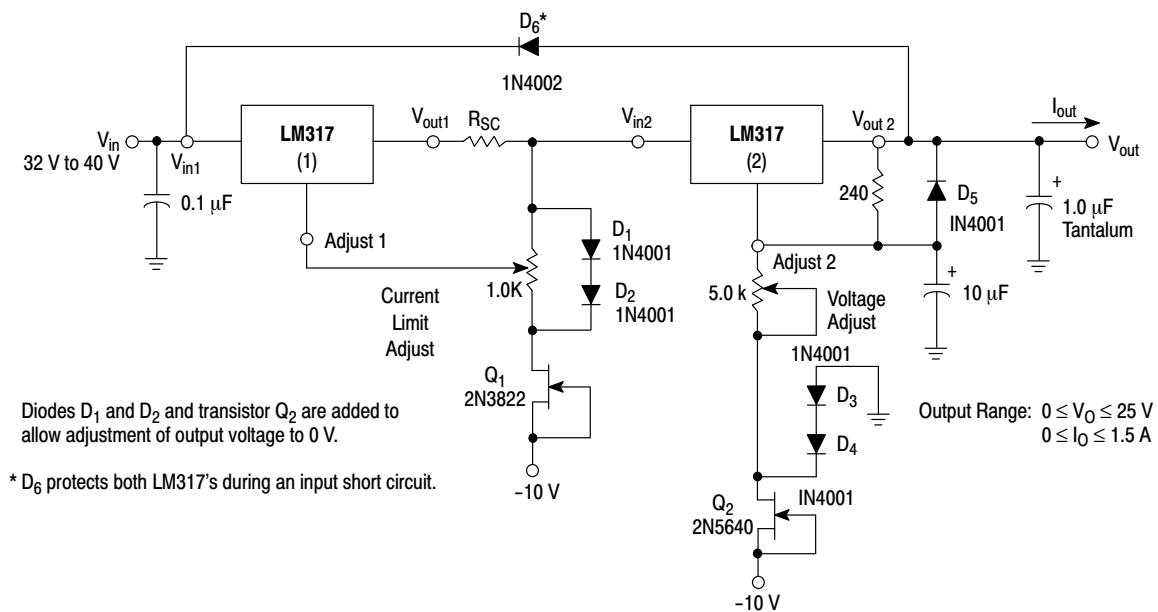 D6*
1N4002
Vin
32 V to 40 V
Vin1
0.1 μF
LM317
(1)
Vout1
RSC
Vin2
LM317
(2)
Vout 2
Iout
Vout
240
D5
IN4001
+
1.0 μF
Tantalum
Adjust 1
D1
1N4001
1.0K
D2
1N4001
Current
Limit
Adjust
Adjust 2
5.0 k
Voltage
Adjust
+
10 μF
1N4001
D3
D4
IN4001
Q1
2N3822
-10 V
Q2
2N5640
-10 V
Diodes D1 and D2 and transistor Q2 are added to
allow adjustment of output voltage to 0 V.
* D6 protects both LM317's during an input short circuit.
Output Range: 0 ≤ VO ≤ 25 V
0 ≤ IO ≤ 1.5 A